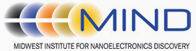 MIND
MIDWEST INSTITUTE FOR NANOELECTRONICS DISCOVERY